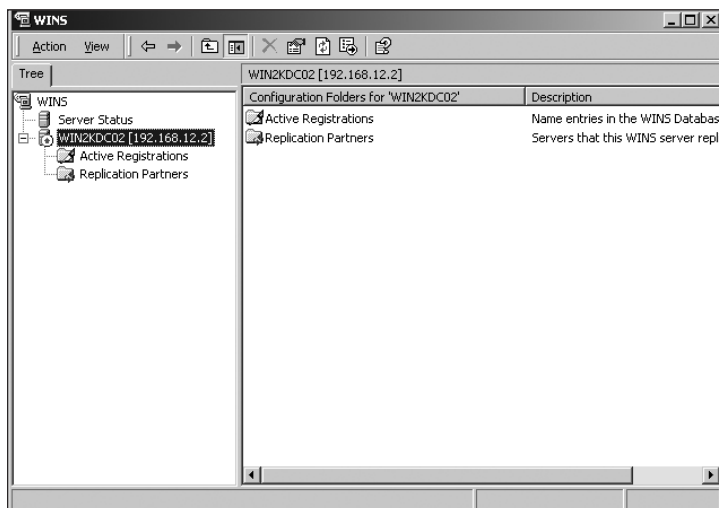 WINS
Action View
Tree
WIN2KDC02 [192.168.12.2]
WINS
Server Status
WIN2KDC02 [192.168.12.2]
Active Registrations
Replication Partners
Configuration Folders for 'WIN2KDC02' Description
Active Registrations Name entries in the WINS Databas
Replication Partners Servers that this WINS server repl